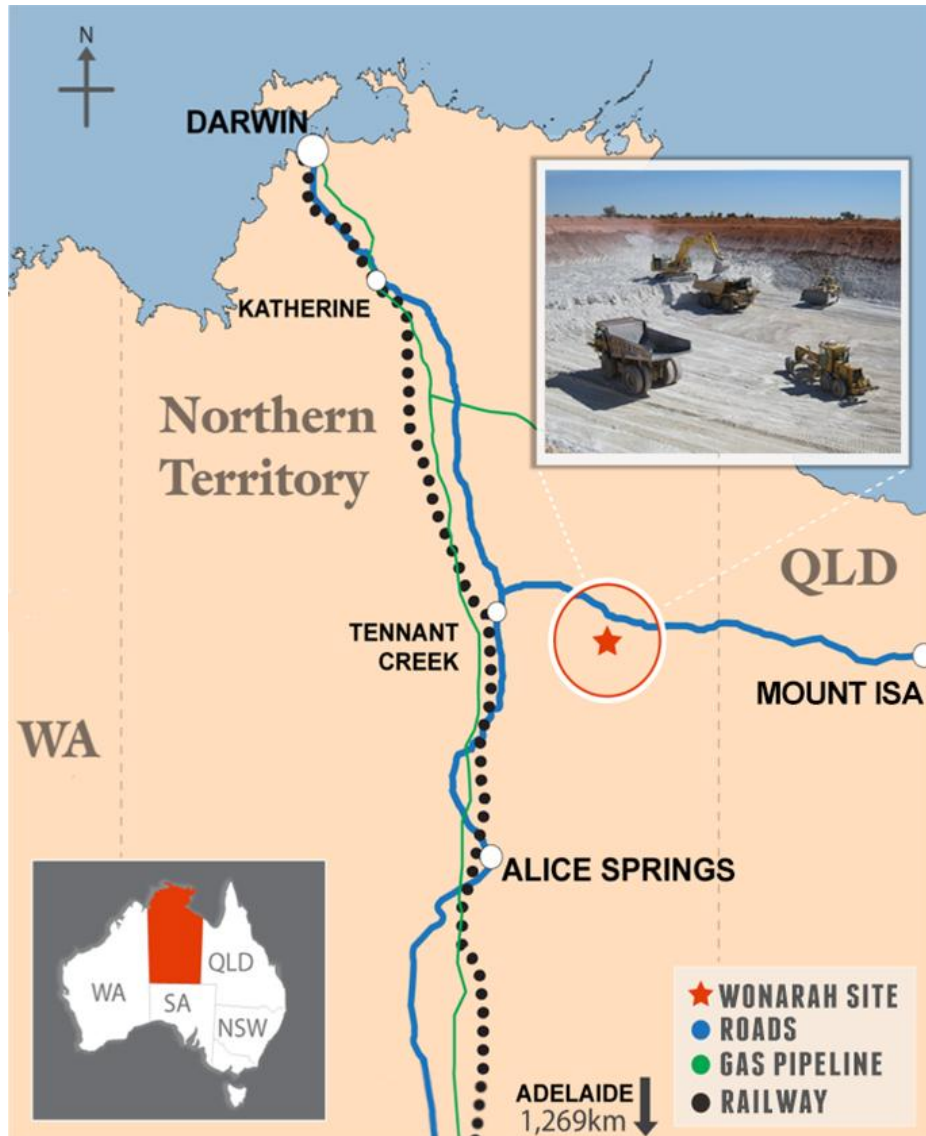 N
DARWIN
KATHERINE
Northern
Territory
QLD
TENNANT
CREEK
MOUNT ISA
WA
ALICE SPRINGS
WA
QLD
SA
NSW
WONARAH SITE
ROADS
GAS PIPELINE
RAILWAY
ADELAIDE
1,269km